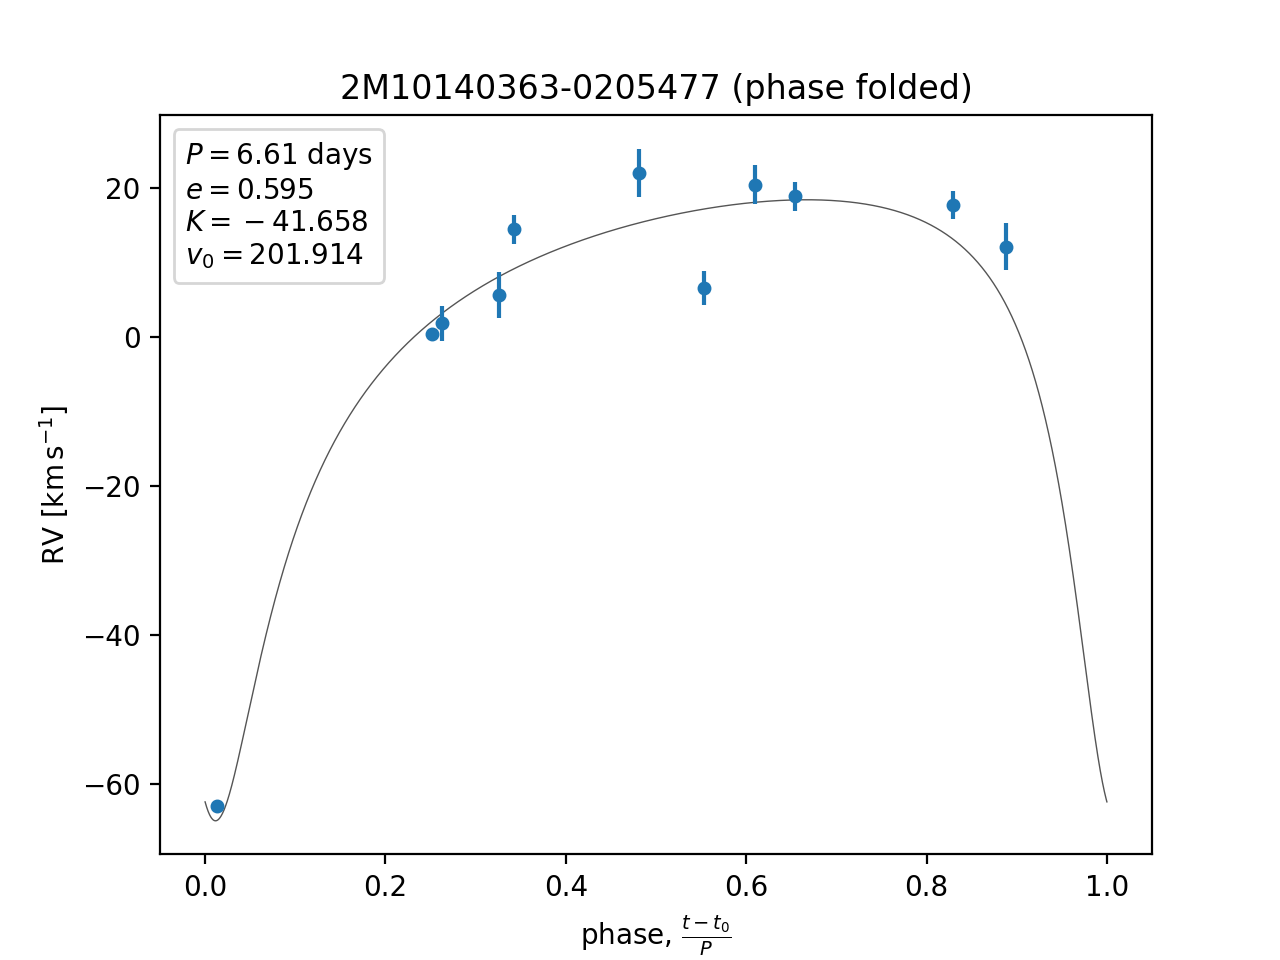 2M10140363-0205477 (phase folded)
P = 6.61 days
e = 0.595
K = −41.658
v₀ = 201.914
20
0
−20
−40
−60
RV [km s⁻¹]
0.0 0.2 0.4 0.6 0.8 1.0
phase, (t − t₀)/P